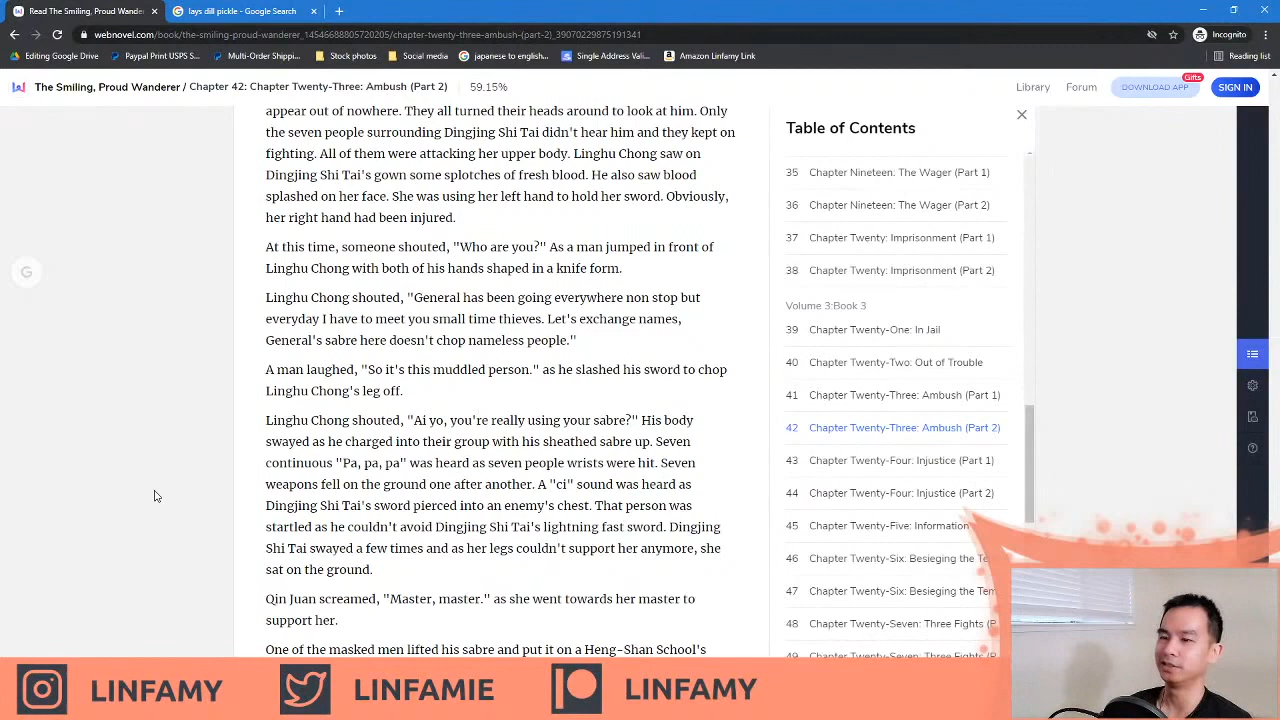 Read The Smiling, Proud Wande
lays dill pickle - Google Search
webnovel.com/book/the-smiling-proud-wanderer_14546688805720205/chapter-twenty-three-ambush-(part-2)_39070229875191341
Incognito
Editing Drive
Paypal Print USPS S...
Multi-Order Shippi...
Stock photos
Social media
japanese to english...
Single Address Vali...
Amazon Linfamy Link
Reading list
The Smiling, Proud Wanderer / Chapter 42: Chapter Twenty-Three: Ambush (Part 2)
59.15%
Library
Forum
DOWNLOAD APP
Gifts
SIGN IN
appear out of nowhere. They all turned their heads around to look at him. Only
the seven people surrounding Dingjing Shi Tai didn't hear him and they kept on
fighting. All of them were attacking her upper body. Linghu Chong saw on
Dingjing Shi Tai's gown some splotches of fresh blood. He also saw blood
splashed on her face. She was using her left hand to hold her sword. Obviously,
her right hand had been injured.
At this time, someone shouted, "Who are you?" As a man jumped in front of
Linghu Chong with both of his hands shaped in a knife form.
Linghu Chong shouted, "General has been going everywhere non stop but
everyday I have to meet you small time thieves. Let's exchange names,
General's sabre here doesn't chop nameless people."
A man laughed, "So it's this muddled person." as he slashed his sword to chop
Linghu Chong's leg off.
Linghu Chong shouted, "Ai yo, you're really using your sabre?" His body
swayed as he charged into their group with his sheathed sabre up. Seven
continuous "Pa, pa, pa" was heard as seven people wrists were hit. Seven
weapons fell on the ground one after another. A "ci" sound was heard as
Dingjing Shi Tai's sword pierced into an enemy's chest. That person was
startled as he couldn't avoid Dingjing Shi Tai's lightning fast sword. Dingjing
Shi Tai swayed a few times and as her legs couldn't support her anymore, she
sat on the ground.
Qin Juan screamed, "Master, master." as she went towards her master to
support her.
One of the masked men lifted his sabre and put it on a Heng-Shan School's
Table of Contents
35 Chapter Nineteen: The Wager (Part 1)
36 Chapter Nineteen: The Wager (Part 2)
37 Chapter Twenty: Imprisonment (Part 1)
38 Chapter Twenty: Imprisonment (Part 2)
Volume 3:Book 3
39 Chapter Twenty-One: In Jail
40 Chapter Twenty-Two: Out of Trouble
41 Chapter Twenty-Three: Ambush (Part 1)
42 Chapter Twenty-Three: Ambush (Part 2)
43 Chapter Twenty-Four: Injustice (Part 1)
44 Chapter Twenty-Four: Injustice (Part 2)
45 Chapter Twenty-Five: Information
46 Chapter Twenty-Six: Besieging the Te
47 Chapter Twenty-Six: Besieging the Tem
48 Chapter Twenty-Seven: Three Fights (P
49 Chapter Twenty-Seven: Three Fights (P
LINFAMY
LINFAMIE
LINFAMY